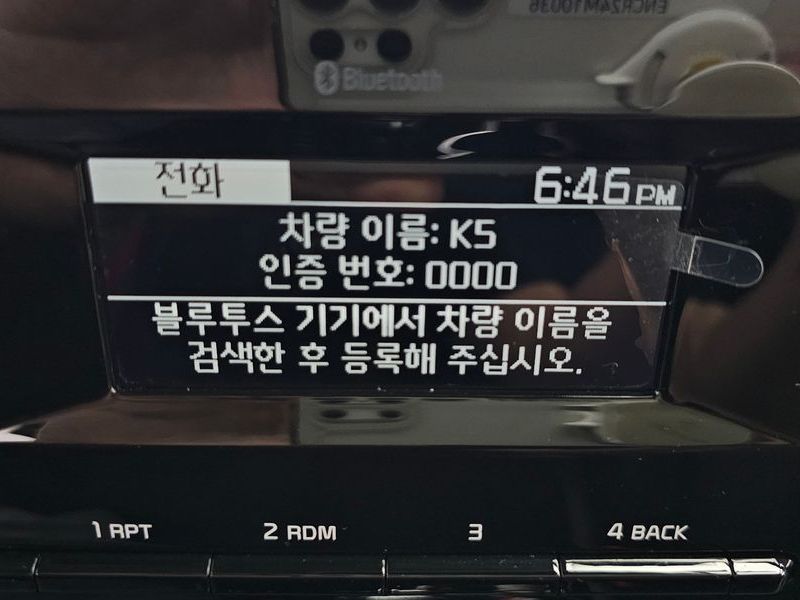 Bluetooth
전화
6:46 PM
차량 이름: K5
인증 번호: 0000
블루투스 기기에서 차량 이름을
검색한 후 등록해 주십시오.
1 RPT
2 RDM
3
4 BACK